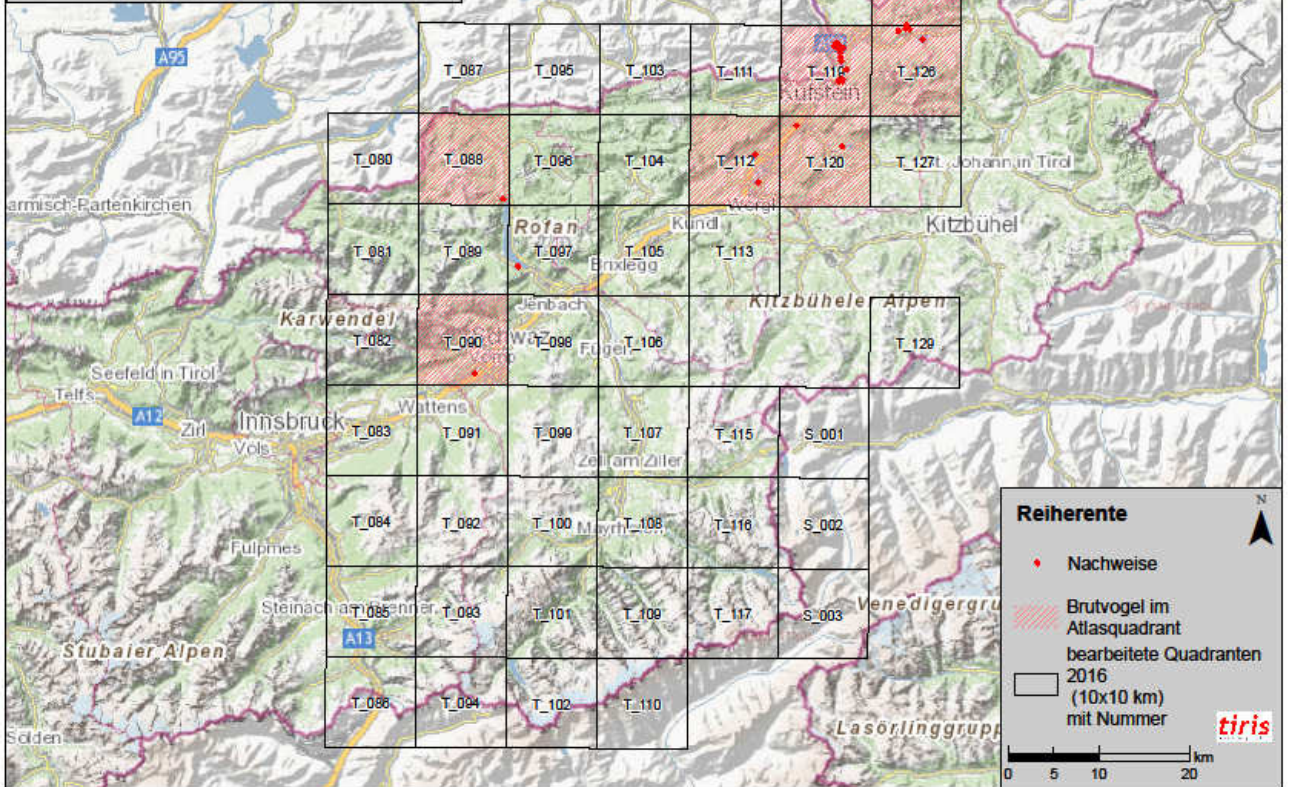 A95
T_087
T_095
T_103
T_111
T_119
T_126
Kufstein
T_080
T_088
T_096
T_104
T_112
T_120
T_127
t. Johann in Tirol
armisch-Partenkirchen
Wörgl
Kundl
Kitzbühel
Rofan
T_081
T_089
T_097
T_105
T_113
Brixlegg
Jenbach
Kitzbüheler Alpen
Karwendel
T_082
T_090
Schwaz
T_098
Fügen
T_106
T_129
Seefeld in Tirol
Telfs
A12
Zirl
Innsbruck
Wattens
Völs
T_083
T_091
T_099
T_107
T_115
S_001
Zell am Ziller
T_084
T_092
T_100
T_108
T_116
S_002
Fulpmes
Steinach am Brenner
T_085
T_093
T_101
T_109
T_117
S_003
Venedigergru
A13
Stubaier Alpen
T_086
T_094
T_102
T_110
Sölden
Lasörlinggrupp
N
Reiherente
Nachweise
Brutvogel im
Atlasquadrant
bearbeitete Quadranten
2016
(10x10 km)
mit Nummer
tiris
km
0 5 10 20